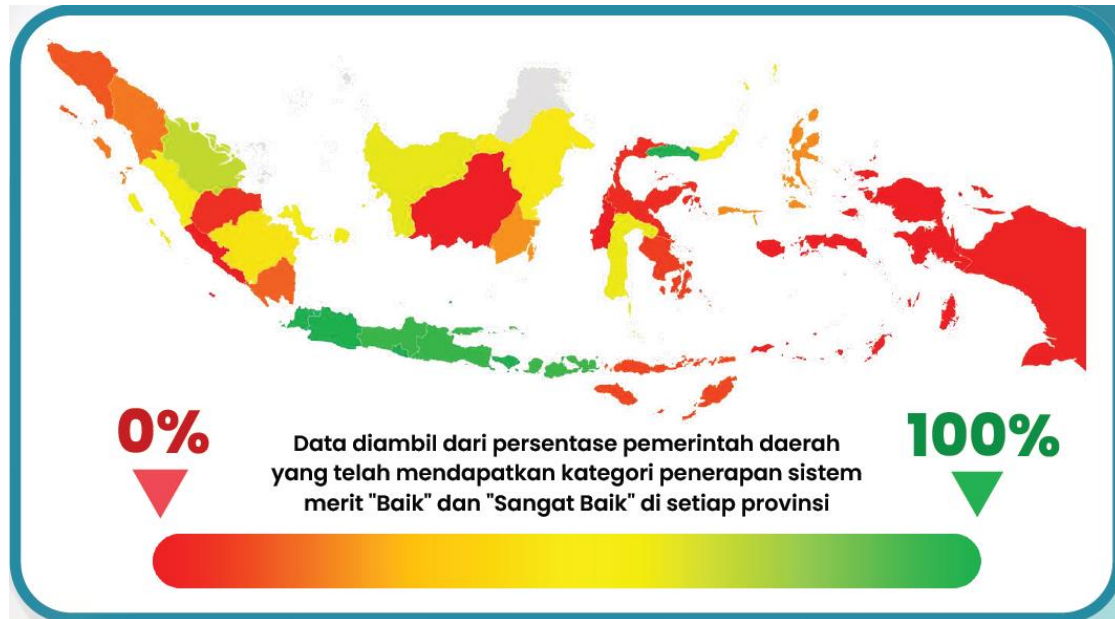 0%
100%
Data diambil dari persentase pemerintah daerah
yang telah mendapatkan kategori penerapan sistem
merit "Baik" dan "Sangat Baik" di setiap provinsi